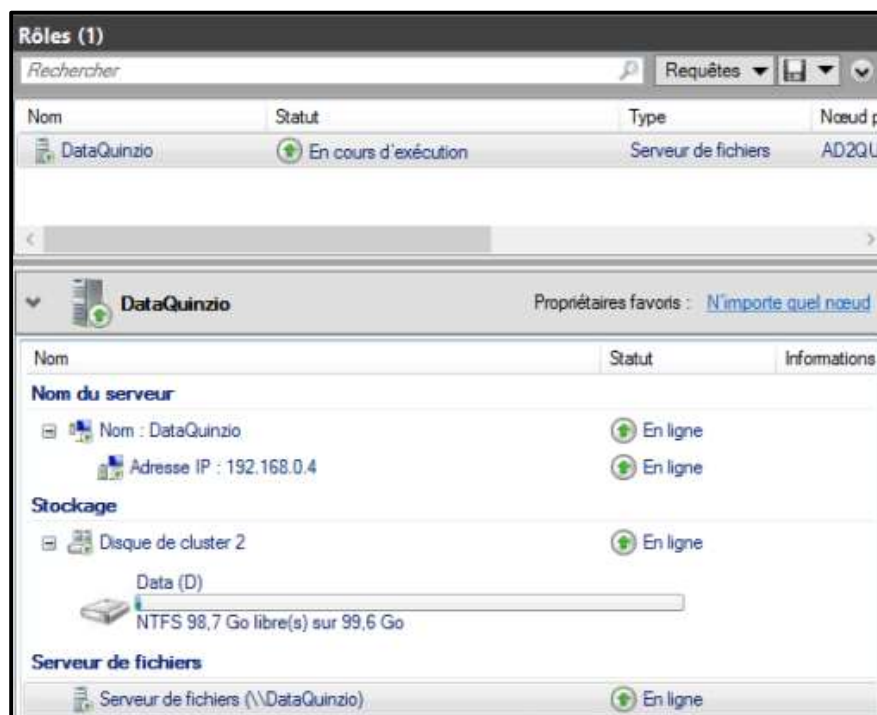 Rôles (1)
Rechercher Requêtes
Nom Statut Type Nœud p
DataQuinzio En cours d'exécution Serveur de fichiers AD2QU
DataQuinzio Propriétaires favoris : N'importe quel nœud
Nom Statut Informations
Nom du serveur
Nom : DataQuinzio En ligne
Adresse IP : 192.168.0.4 En ligne
Stockage
Disque de cluster 2 En ligne
Data (D)
NTFS 98,7 Go libre(s) sur 99,6 Go
Serveur de fichiers
Serveur de fichiers (\\DataQuinzio) En ligne